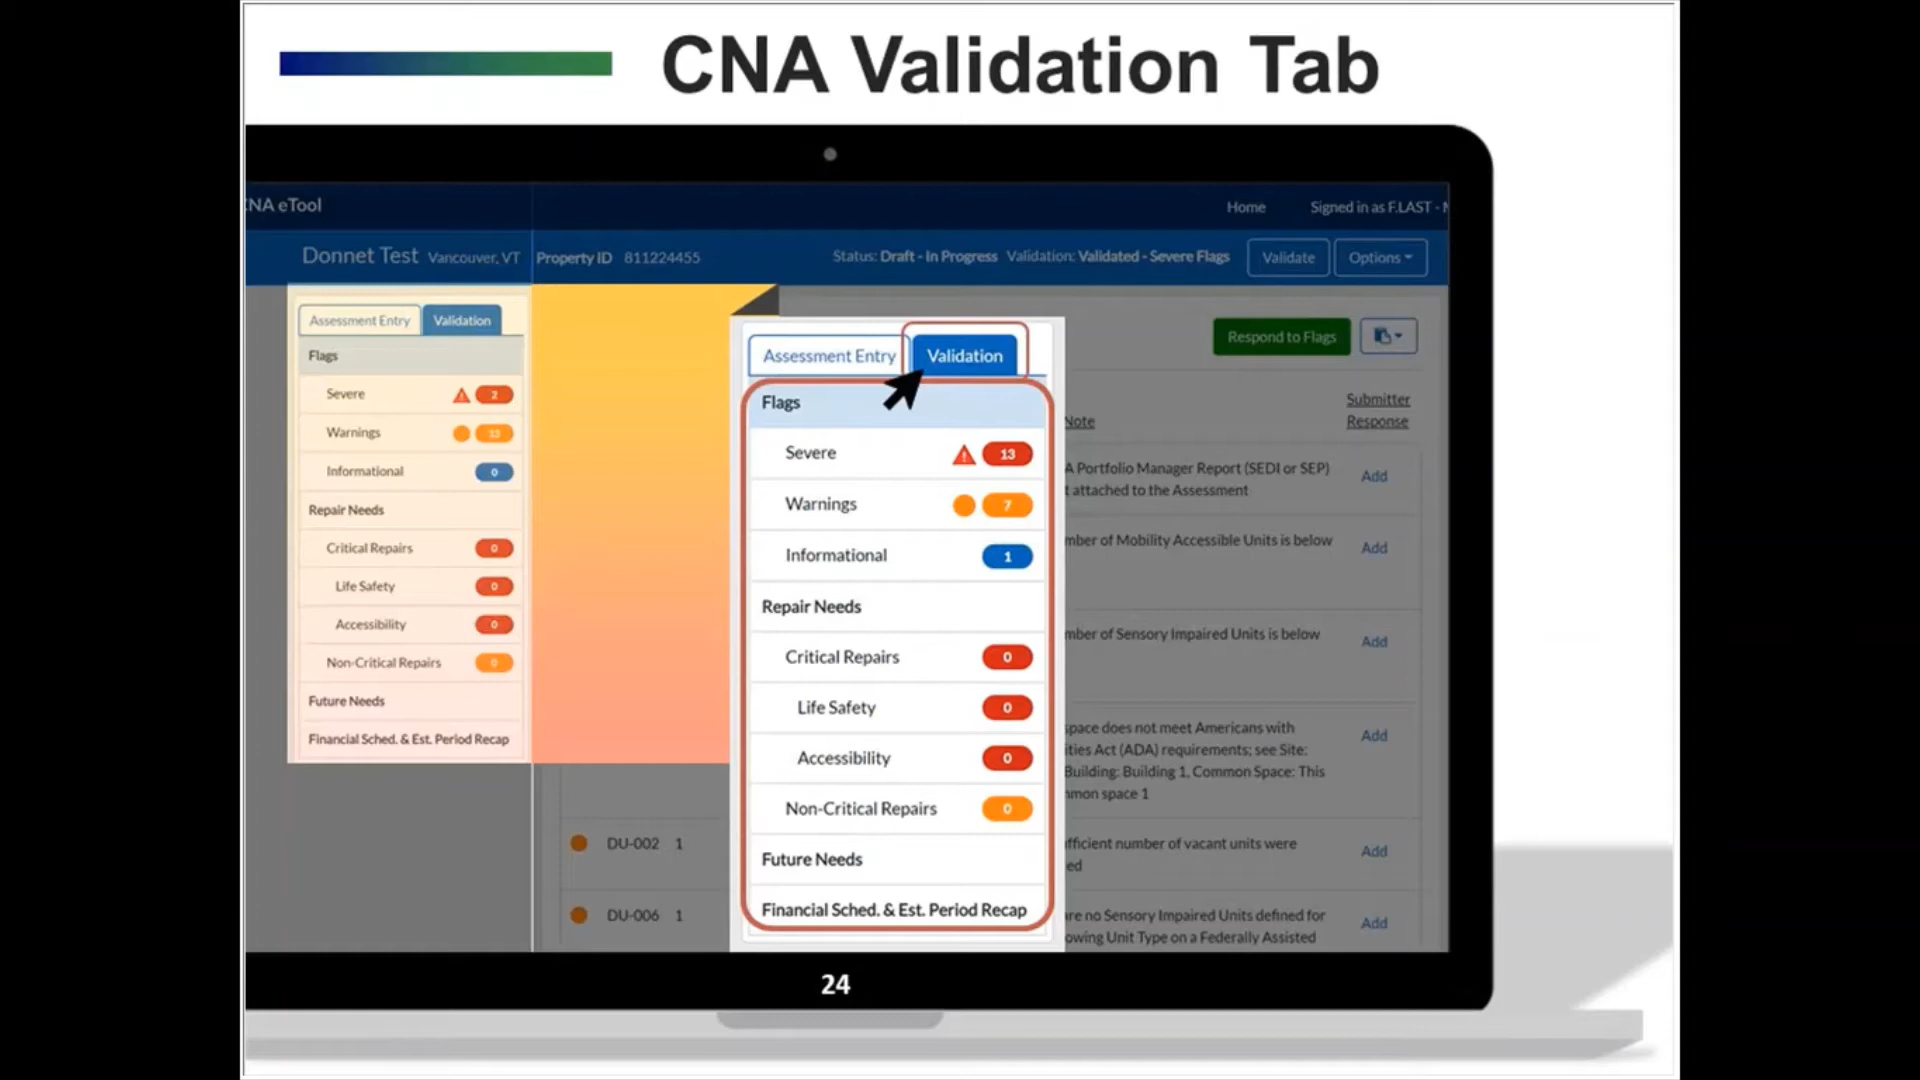 CNA Validation Tab
CNA eTool
Home
Signed in as F.LAST -
Donnet Test Vancouver, VT
Property ID 811224455
Status: Draft - In Progress Validation: Validated - Severe Flags
Validate
Options
Assessment Entry
Validation
Flags
Severe 2
Warnings 13
Informational 0
Repair Needs
Critical Repairs 0
Life Safety 0
Accessibility 0
Non-Critical Repairs 0
Future Needs
Financial Sched. & Est. Period Recap
Assessment Entry
Validation
Flags
Severe 13
Warnings 7
Informational 1
Repair Needs
Critical Repairs 0
Life Safety 0
Accessibility 0
Non-Critical Repairs 0
Future Needs
Financial Sched. & Est. Period Recap
Respond to Flags
Note
Submitter
Response
A Portfolio Manager Report (SEDI or SEP)
t attached to the Assessment
Add
mber of Mobility Accessible Units is below
Add
mber of Sensory Impaired Units is below
Add
space does not meet Americans with
ities Act (ADA) requirements; see Site:
Building: Building 1, Common Space: This
mmon space 1
Add
DU-002 1
fficient number of vacant units were
ed
Add
DU-006 1
re no Sensory Impaired Units defined for
owing Unit Type on a Federally Assisted
Add
24